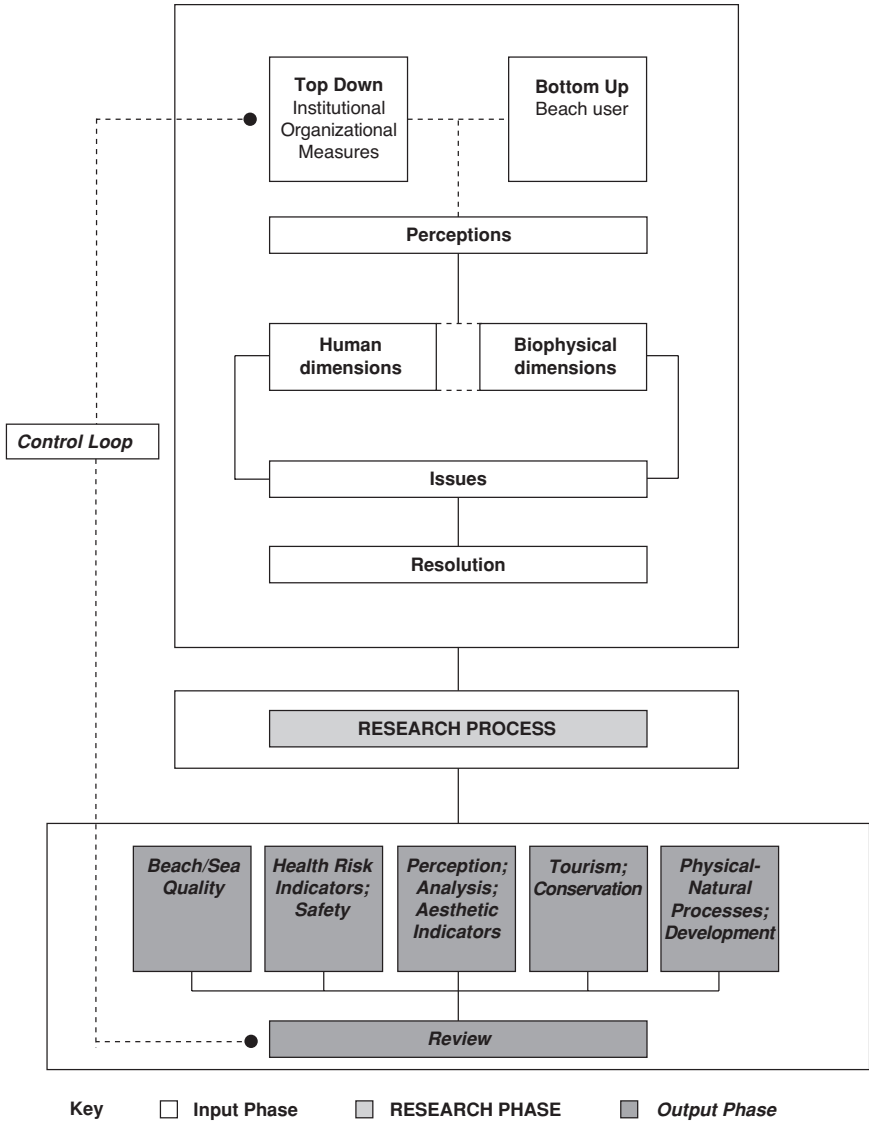 Top Down
Institutional
Organizational
Measures
Bottom Up
Beach user
Perceptions
Human
dimensions
Biophysical
dimensions
Control Loop
Issues
Resolution
RESEARCH PROCESS
Beach/Sea
Quality
Health Risk
Indicators;
Safety
Perception;
Analysis;
Aesthetic
Indicators
Tourism;
Conservation
Physical-
Natural
Processes;
Development
Review
Key
Input Phase
RESEARCH PHASE
Output Phase